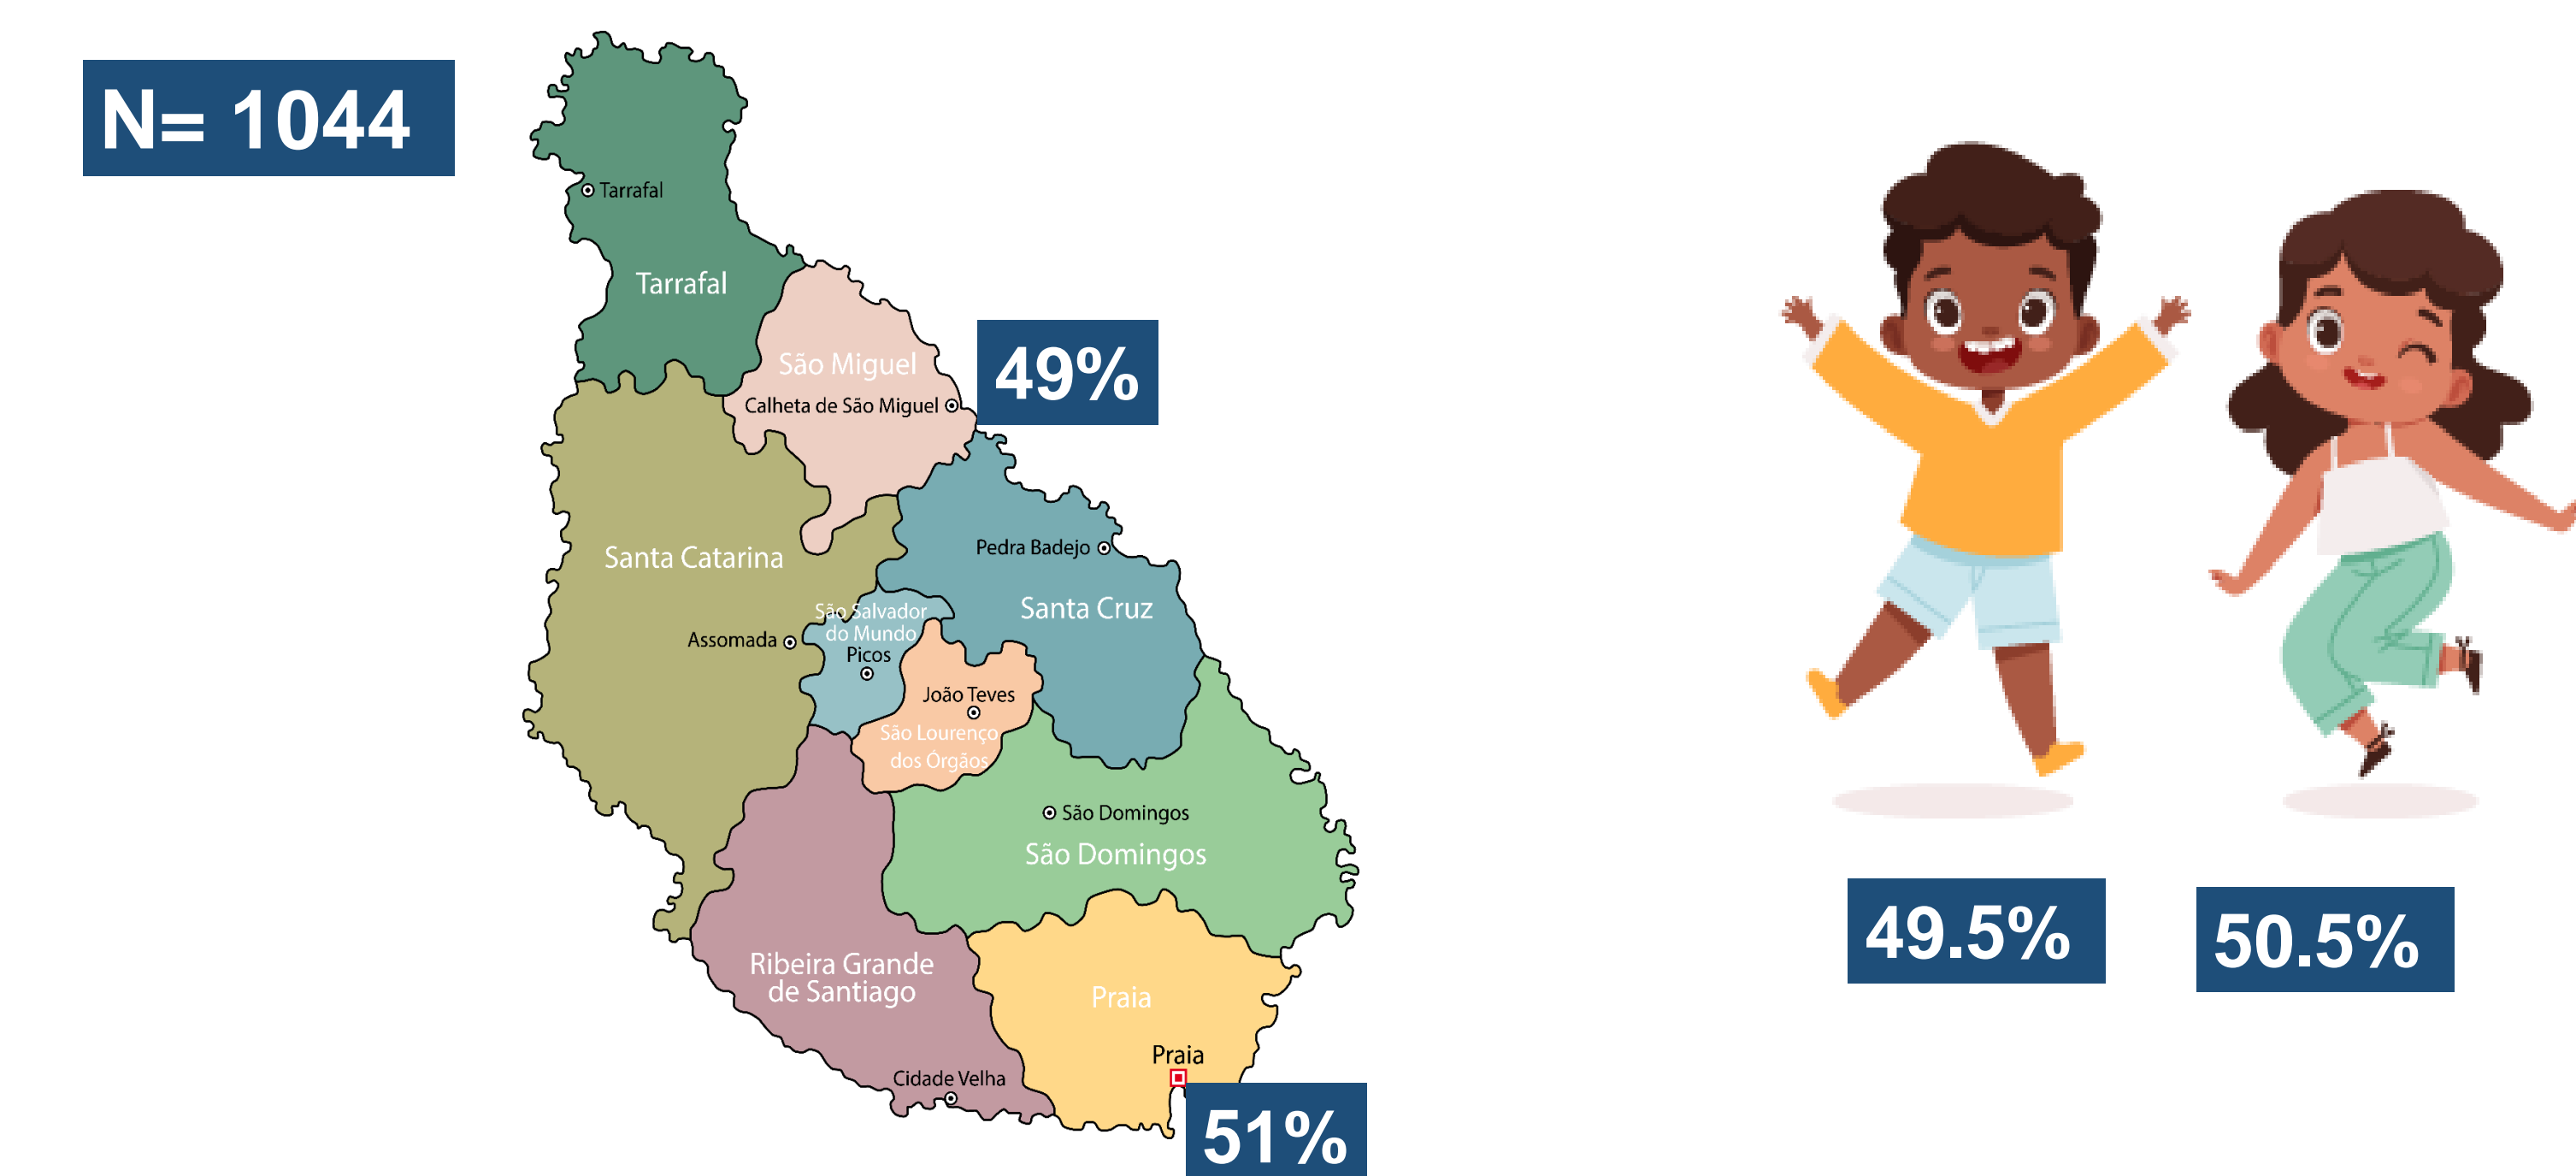 N= 1044
Tarrafal
Tarrafal
São Miguel
49%
Calheta de São Miguel
Pedra Badejo
Santa Catarina
Santa Cruz
São Salvador
do Mundo
Assomada
Picos
João Teves
São Lourenço
dos Órgãos
São Domingos
São Domingos
49.5%
50.5%
Ribeira Grande
de Santiago
Praia
Praia
Cidade Velha
51%